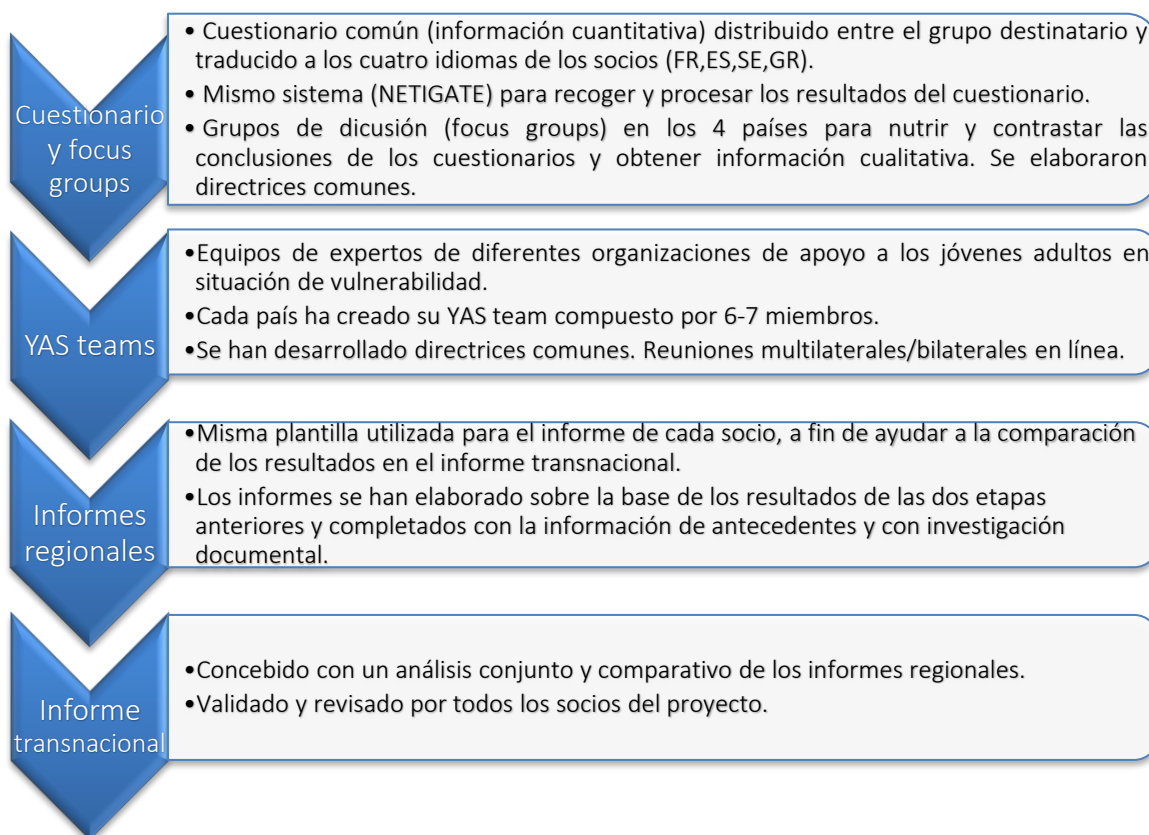 Cuestionario
y focus
groups
• Cuestionario común (información cuantitativa) distribuido entre el grupo destinatario y
traducido a los cuatro idiomas de los socios (FR,ES,SE,GR).
• Mismo sistema (NETIGATE) para recoger y procesar los resultados del cuestionario.
• Grupos de dicusión (focus groups) en los 4 países para nutrir y contrastar las
conclusiones de los cuestionarios y obtener información cualitativa. Se elaboraron
directrices comunes.
YAS teams
•Equipos de expertos de diferentes organizaciones de apoyo a los jóvenes adultos en
situación de vulnerabilidad.
•Cada país ha creado su YAS team compuesto por 6-7 miembros.
•Se han desarrollado directrices comunes. Reuniones multilaterales/bilaterales en línea.
Informes
regionales
•Misma plantilla utilizada para el informe de cada socio, a fin de ayudar a la comparación
de los resultados en el informe transnacional.
•Los informes se han elaborado sobre la base de los resultados de las dos etapas
anteriores y completados con la información de antecedentes y con investigación
documental.
Informe
transnacional
•Concebido con un análisis conjunto y comparativo de los informes regionales.
•Validado y revisado por todos los socios del proyecto.